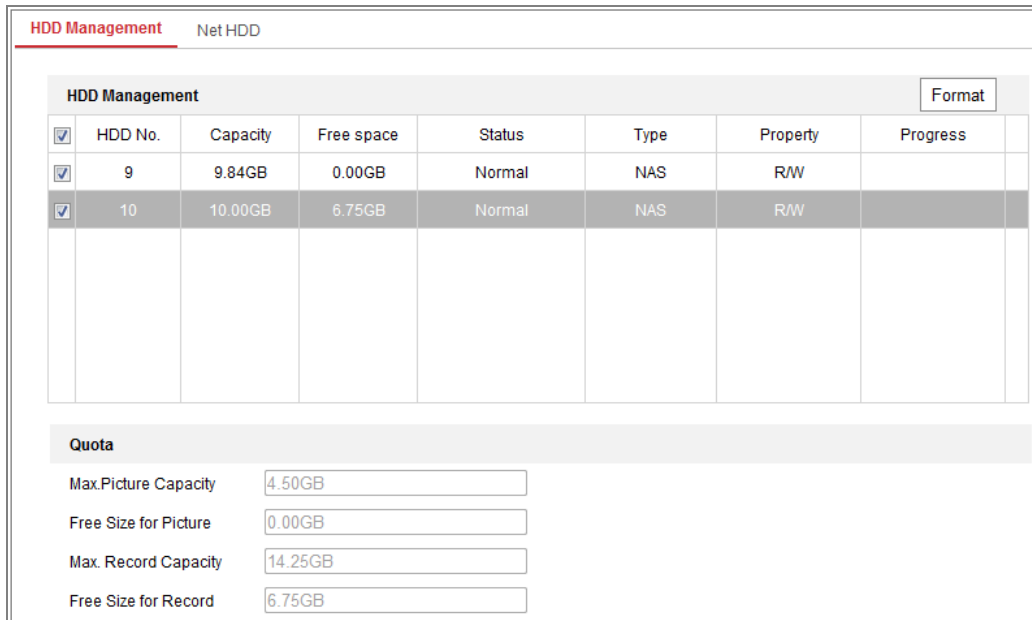 HDD Management Net HDD
HDD Management Format
HDD No. Capacity Free space Status Type Property Progress
9 9.84GB 0.00GB Normal NAS R/W
10 10.00GB 6.75GB Normal NAS R/W
Quota
Max.Picture Capacity 4.50GB
Free Size for Picture 0.00GB
Max. Record Capacity 14.25GB
Free Size for Record 6.75GB